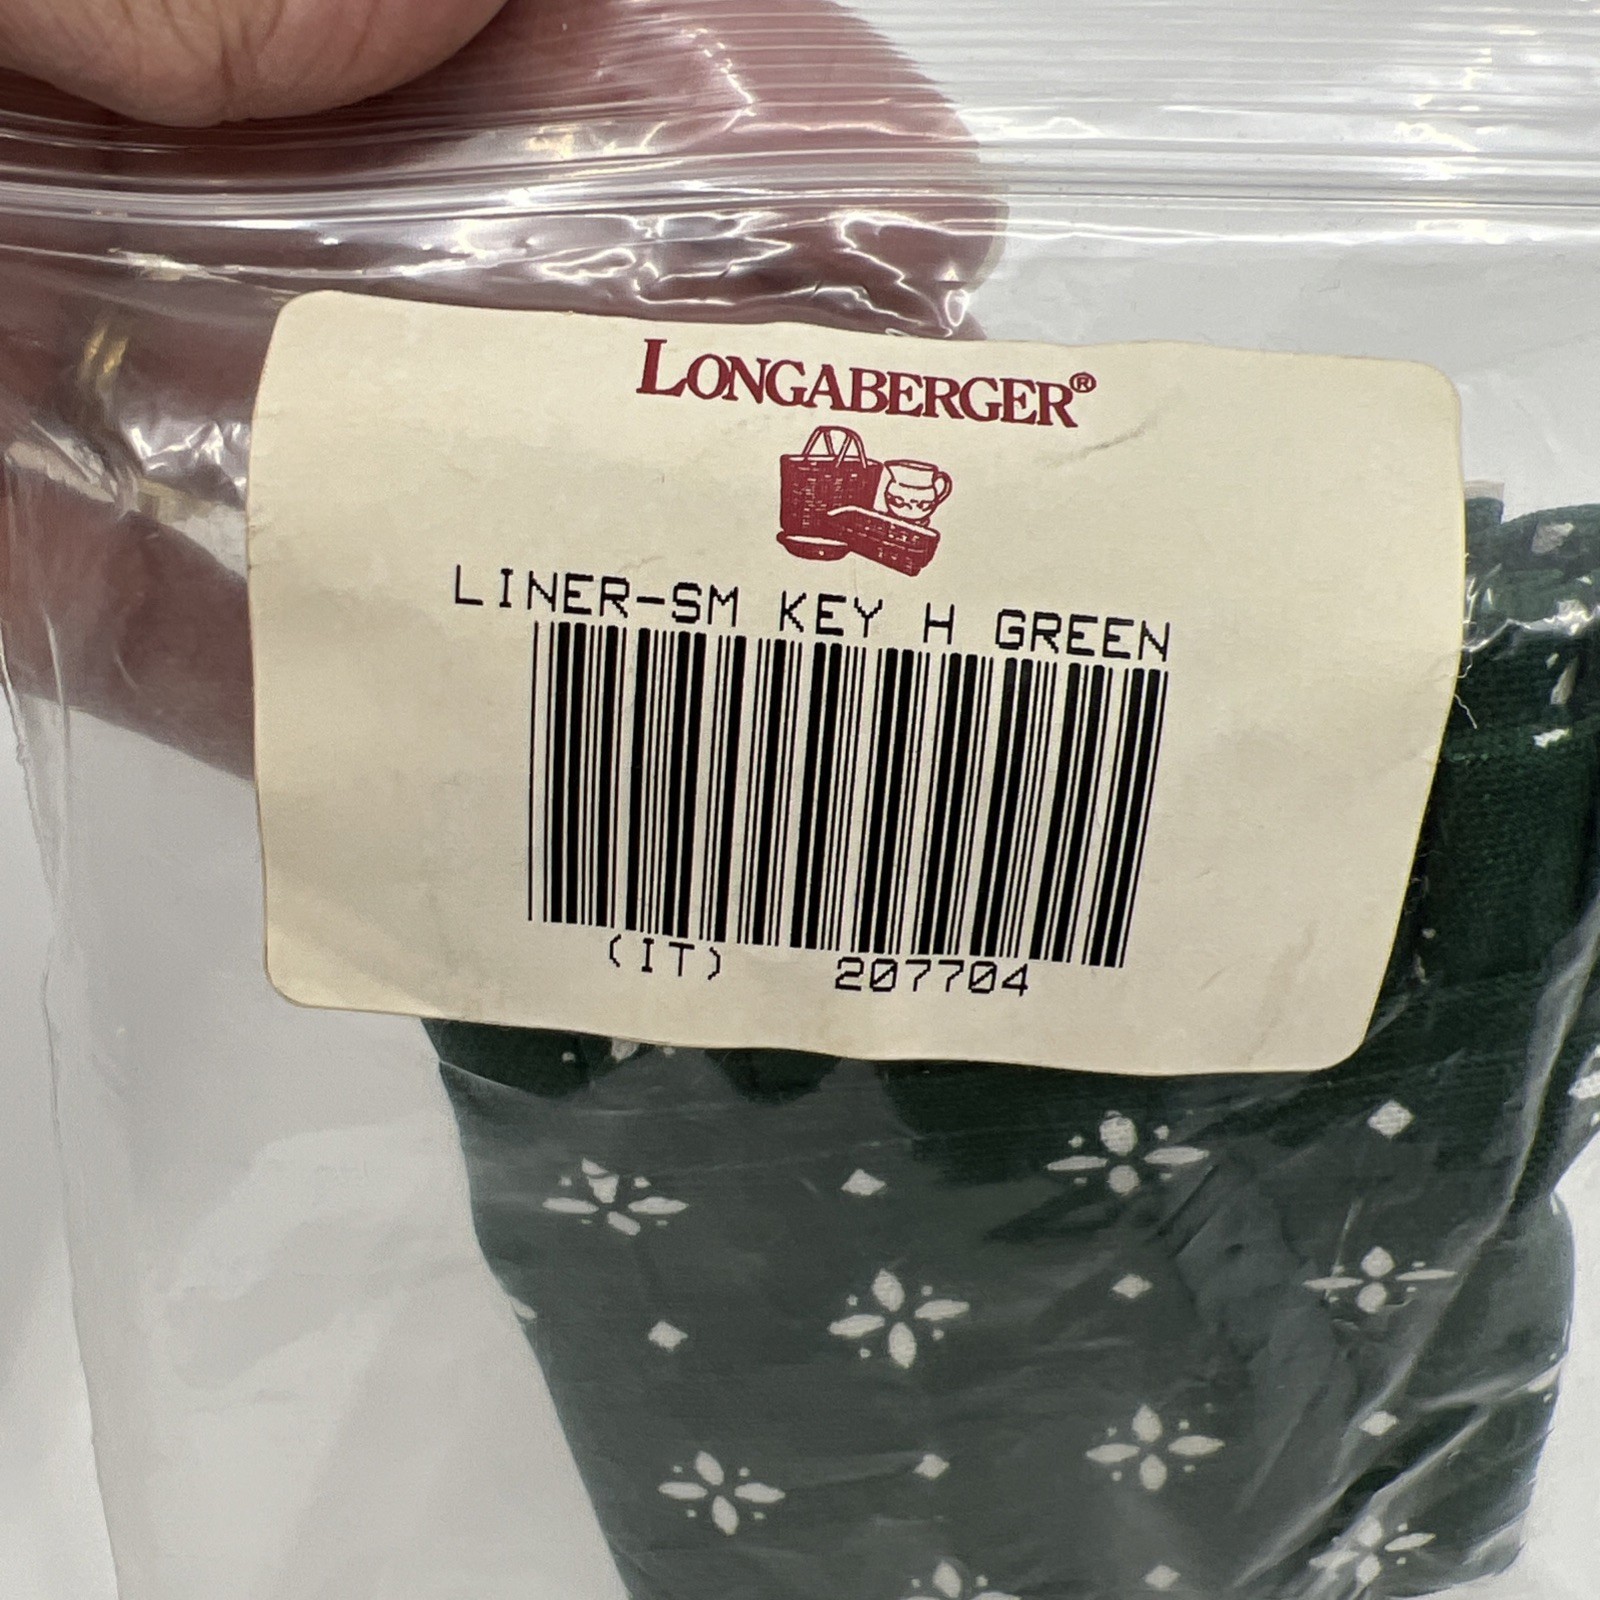 LONGABERGER®
LINER-SM KEY H GREEN
(IT) 207704